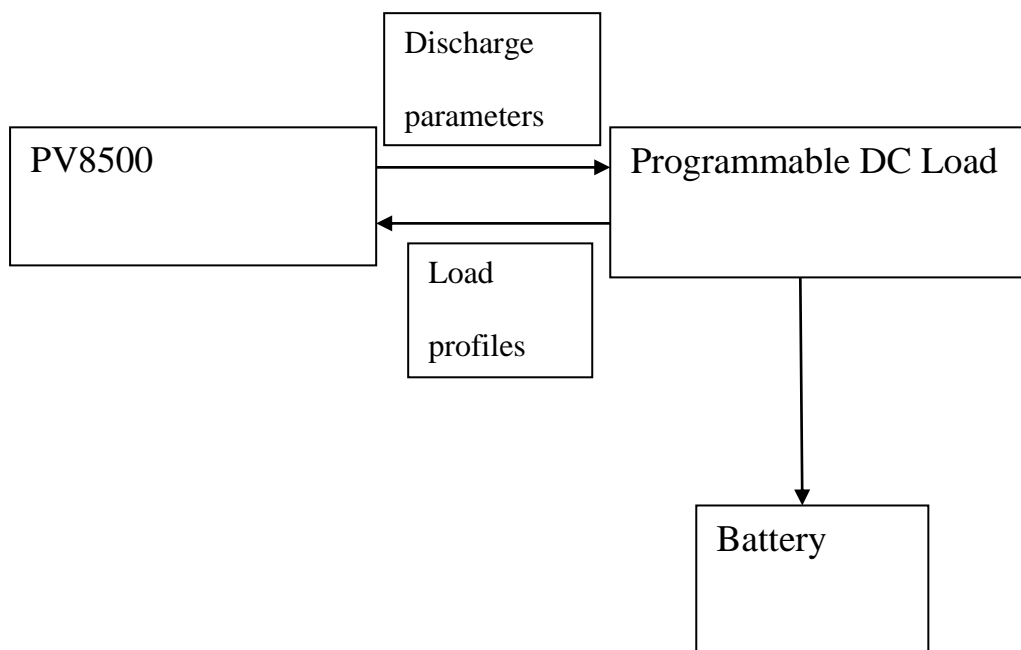 Discharge
parameters
PV8500
Programmable DC Load
Load
profiles
Battery